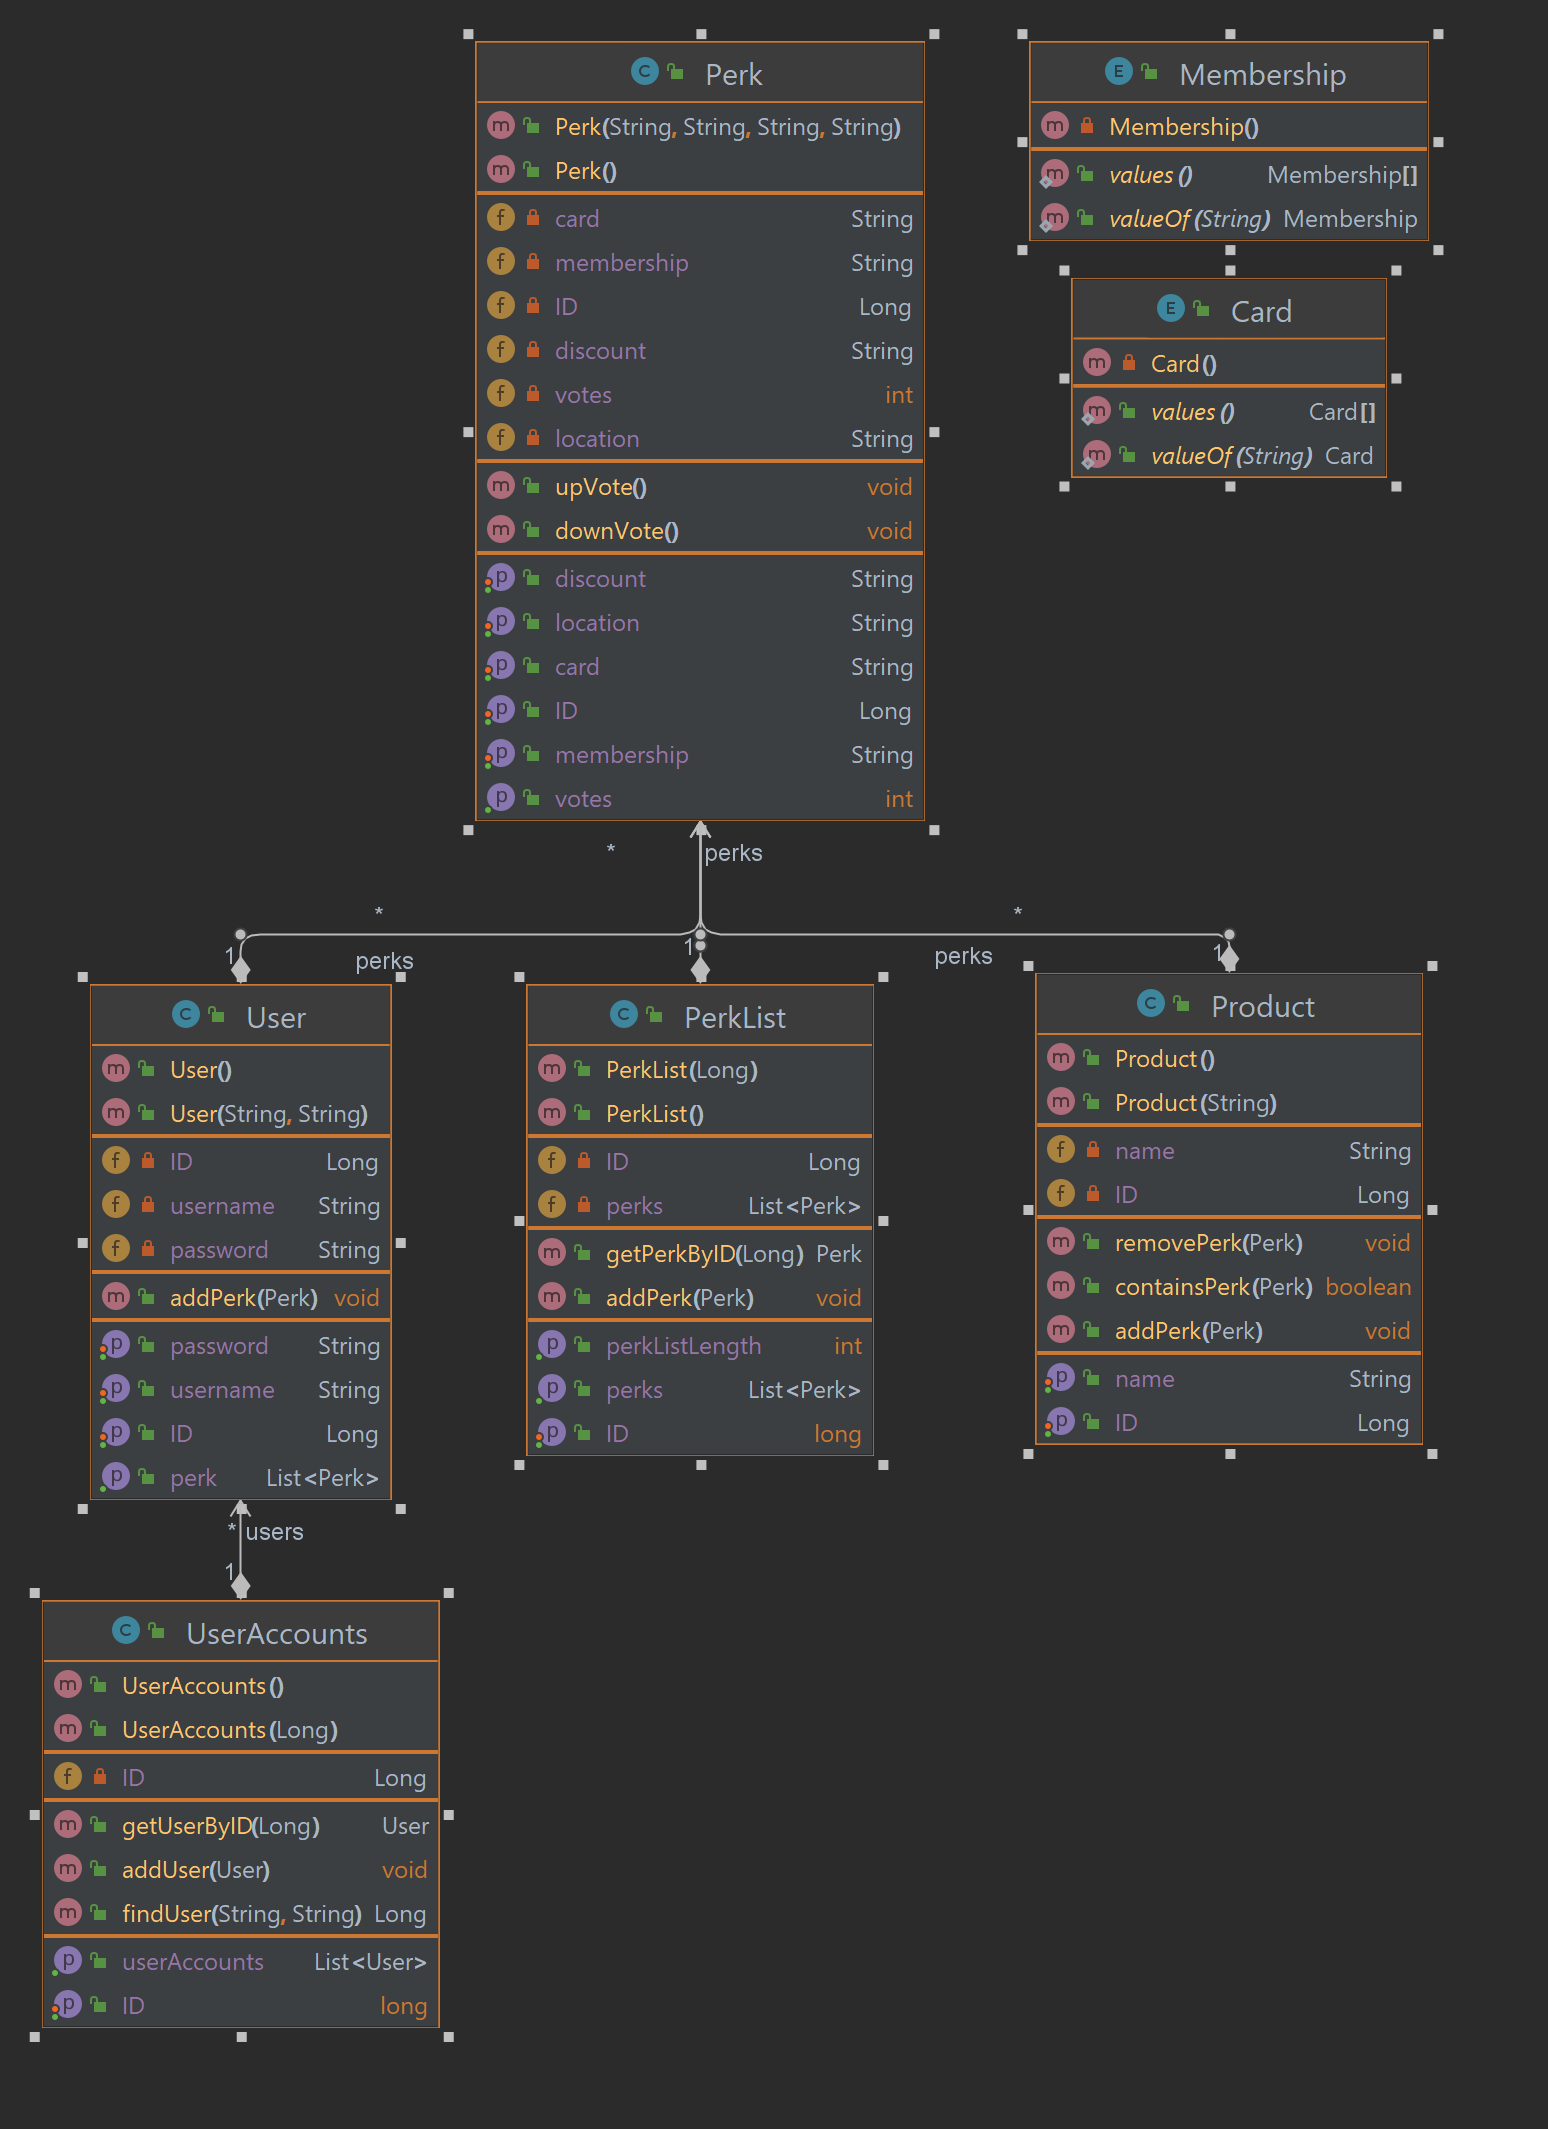 Perk
Perk(String, String, String, String)
Perk()
card String
membership String
ID Long
discount String
votes int
location String
upVote() void
downVote() void
discount String
location String
card String
ID Long
membership String
votes int
Membership
Membership()
values() Membership[]
valueOf(String) Membership
Card
Card()
values() Card[]
valueOf(String) Card
* perks
* *
1 perks 1 perks 1
User
User()
User(String, String)
ID Long
username String
password String
addPerk(Perk) void
password String
username String
ID Long
perk List<Perk>
PerkList
PerkList(Long)
PerkList()
ID Long
perks List<Perk>
getPerkByID(Long) Perk
addPerk(Perk) void
perkListLength int
perks List<Perk>
ID long
Product
Product()
Product(String)
name String
ID Long
removePerk(Perk) void
containsPerk(Perk) boolean
addPerk(Perk) void
name String
ID Long
* users
1
UserAccounts
UserAccounts()
UserAccounts(Long)
ID Long
getUserByID(Long) User
addUser(User) void
findUser(String, String) Long
userAccounts List<User>
ID long